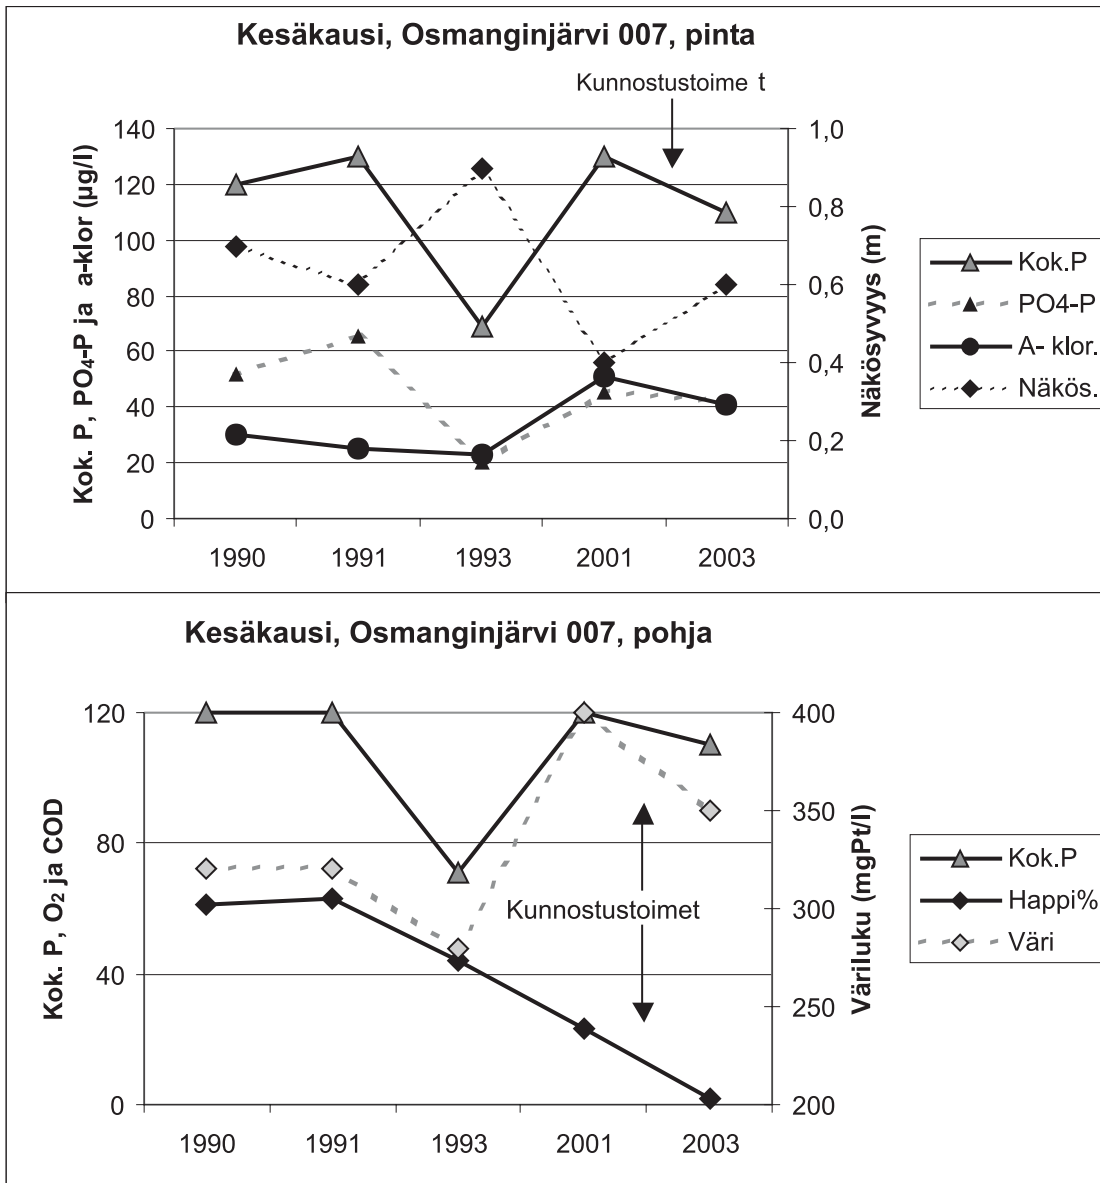 Kesäkausi, Osmanginjärvi 007, pinta
Kunnostustoime t
Kok. P, PO4-P ja a-klor (µg/l)
140
120
100
80
60
40
20
0
1,0
0,8
0,6
0,4
0,2
0,0
Näkösyvyys (m)
1990 1991 1993 2001 2003
Kok.P
PO4-P
A- klor.
Näkös.
Kesäkausi, Osmanginjärvi 007, pohja
Kok. P, O2 ja COD
120
80
40
0
Kunnostustoimet
400
350
300
250
200
Väriluku (mgPt/l)
1990 1991 1993 2001 2003
Kok.P
Happi%
Väri